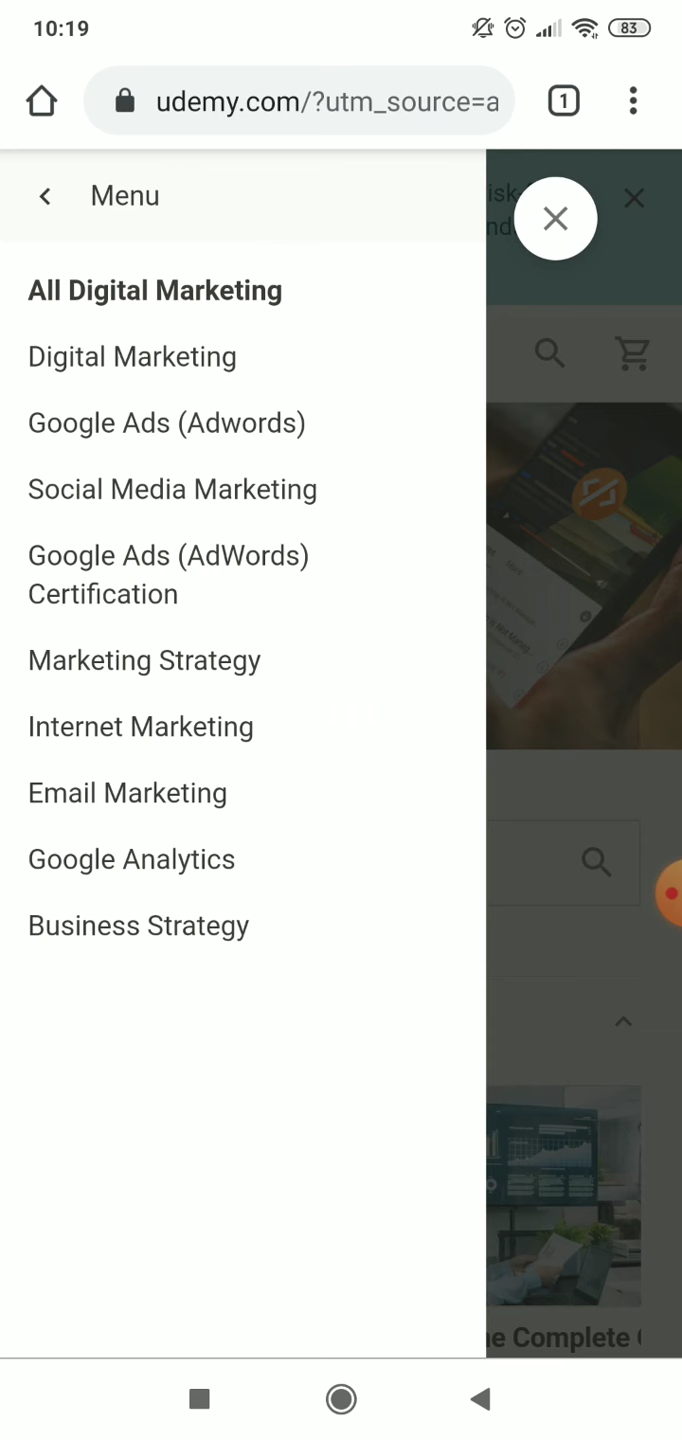 10:19
83
udemy.com/?utm_source=a
1
Menu
All Digital Marketing
Digital Marketing
Google Ads (Adwords)
Social Media Marketing
Google Ads (AdWords)
Certification
Marketing Strategy
Internet Marketing
Email Marketing
Google Analytics
Business Strategy
Complete